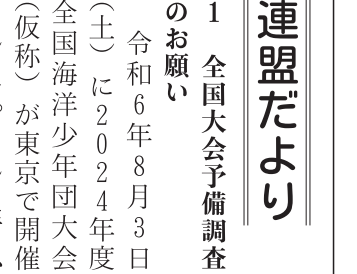 連盟だより
1 全国大会予備調査
のお願い
令和6年8月3日
(土)に2024年度
全国海洋少年団大会
(仮称)が東京で開催